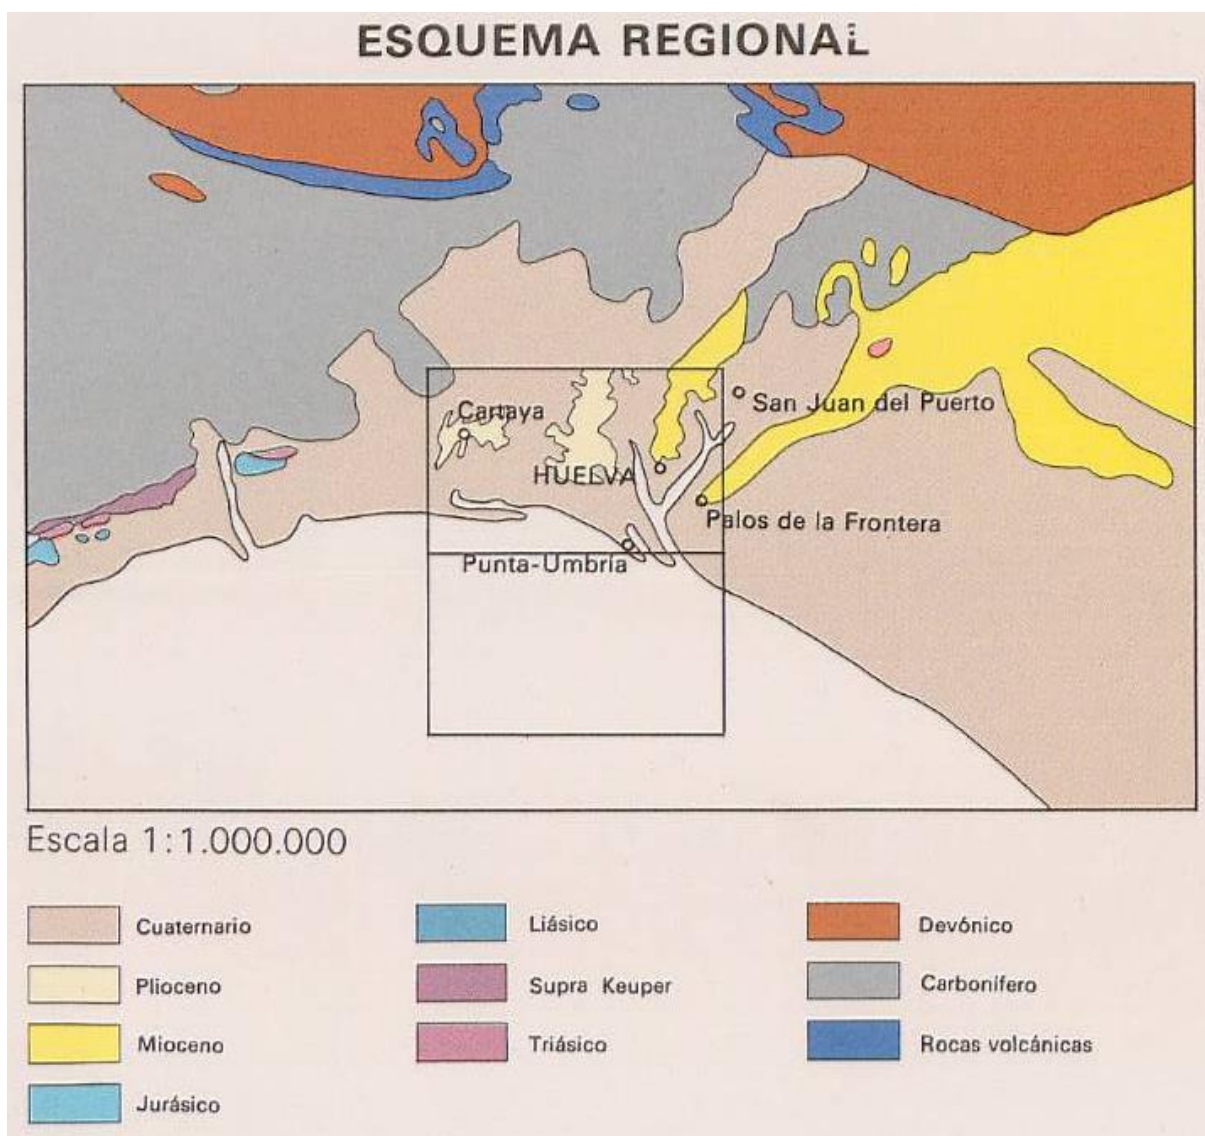 ESQUEMA REGIONAL
Cartaya
San Juan del Puerto
HUELVA
Palos de la Frontera
Punta-Umbría
Escala 1:1.000.000
Cuaternario
Plioceno
Mioceno
Jurásico
Liásico
Supra Keuper
Triásico
Devónico
Carbonífero
Rocas volcánicas